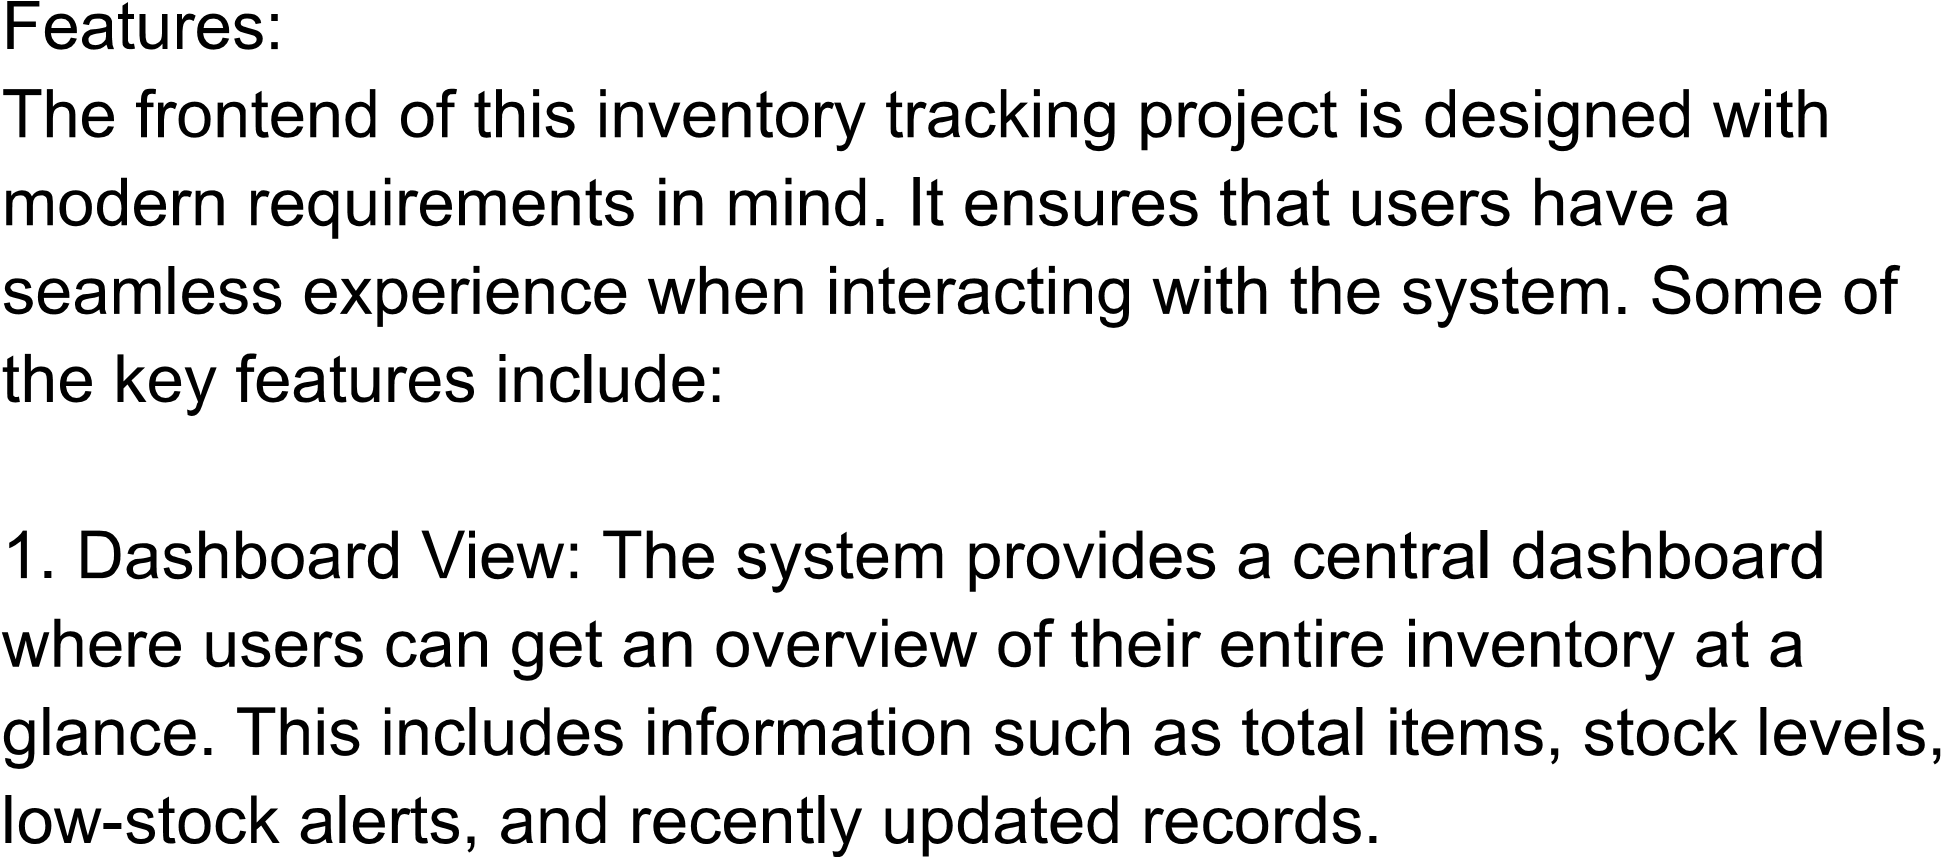 Features:
The frontend of this inventory tracking project is designed with
modern requirements in mind. It ensures that users have a
seamless experience when interacting with the system. Some of
the key features include:
1. Dashboard View: The system provides a central dashboard
where users can get an overview of their entire inventory at a
glance. This includes information such as total items, stock levels,
low-stock alerts, and recently updated records.